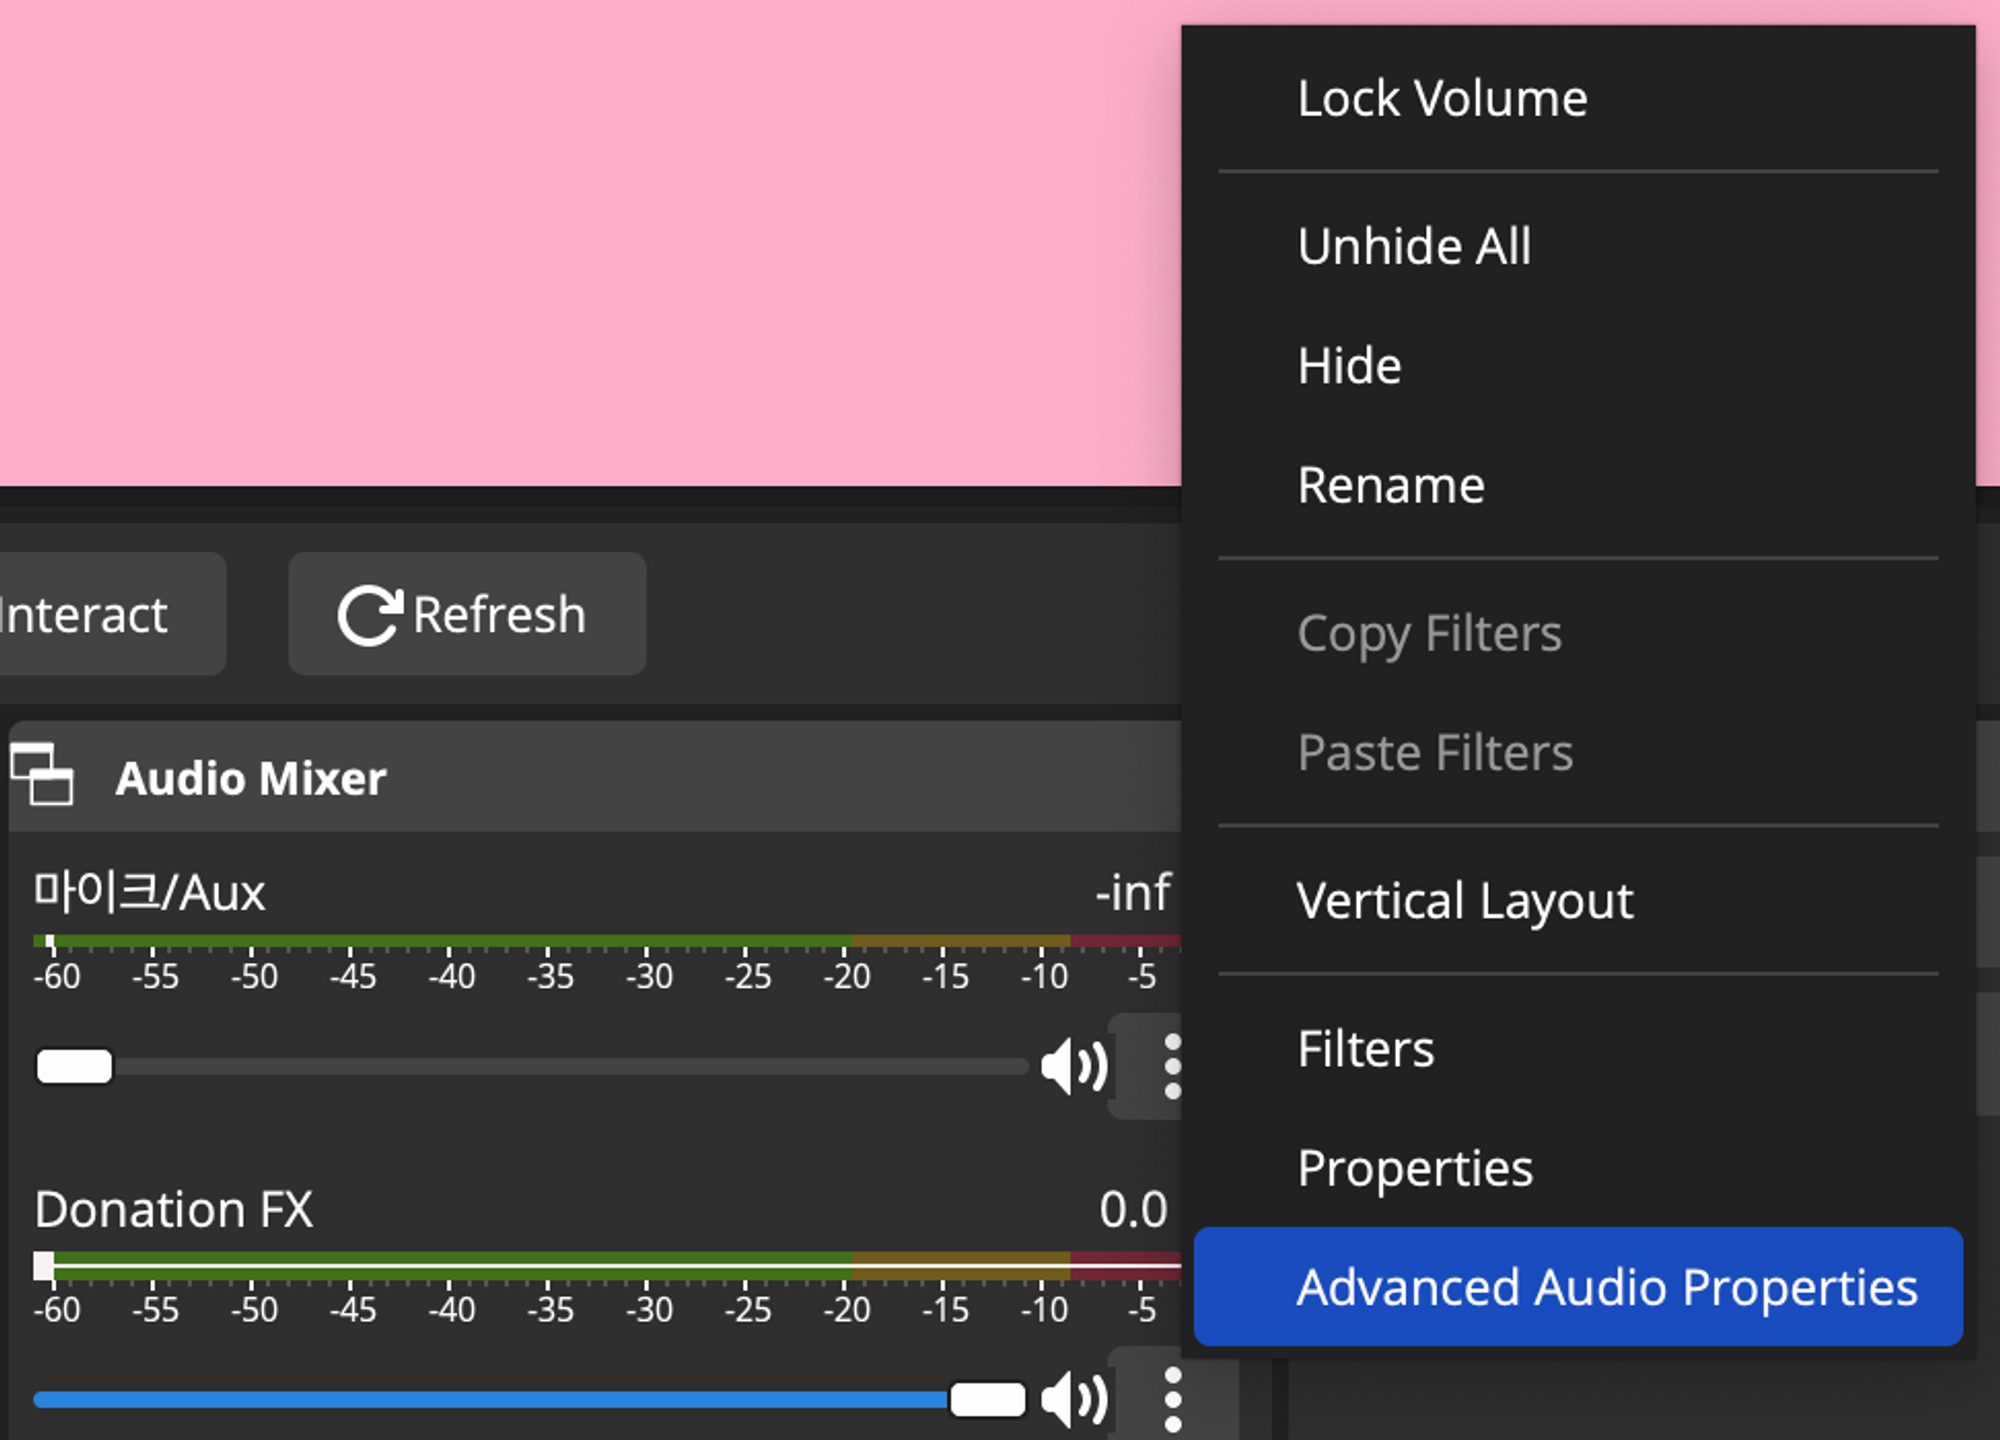 Lock Volume
Unhide All
Hide
Rename
Copy Filters
Paste Filters
Vertical Layout
Filters
Properties
Advanced Audio Properties
Interact
Refresh
Audio Mixer
마이크/Aux -inf
-60 -55 -50 -45 -40 -35 -30 -25 -20 -15 -10 -5
Donation FX 0.0
-60 -55 -50 -45 -40 -35 -30 -25 -20 -15 -10 -5